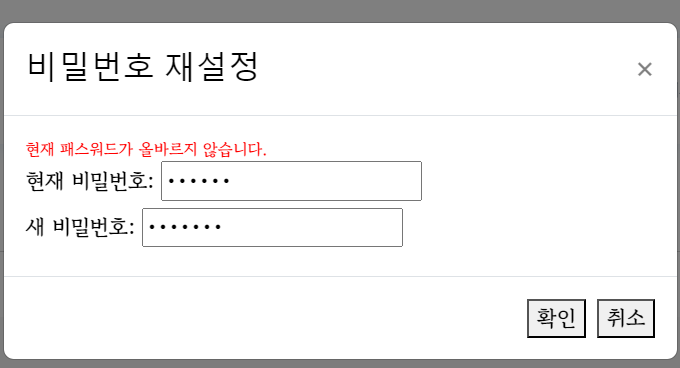 비밀번호 재설정 ×
현재 패스워드가 올바르지 않습니다.
현재 비밀번호: ••••••
새 비밀번호: •••••••
확인 취소